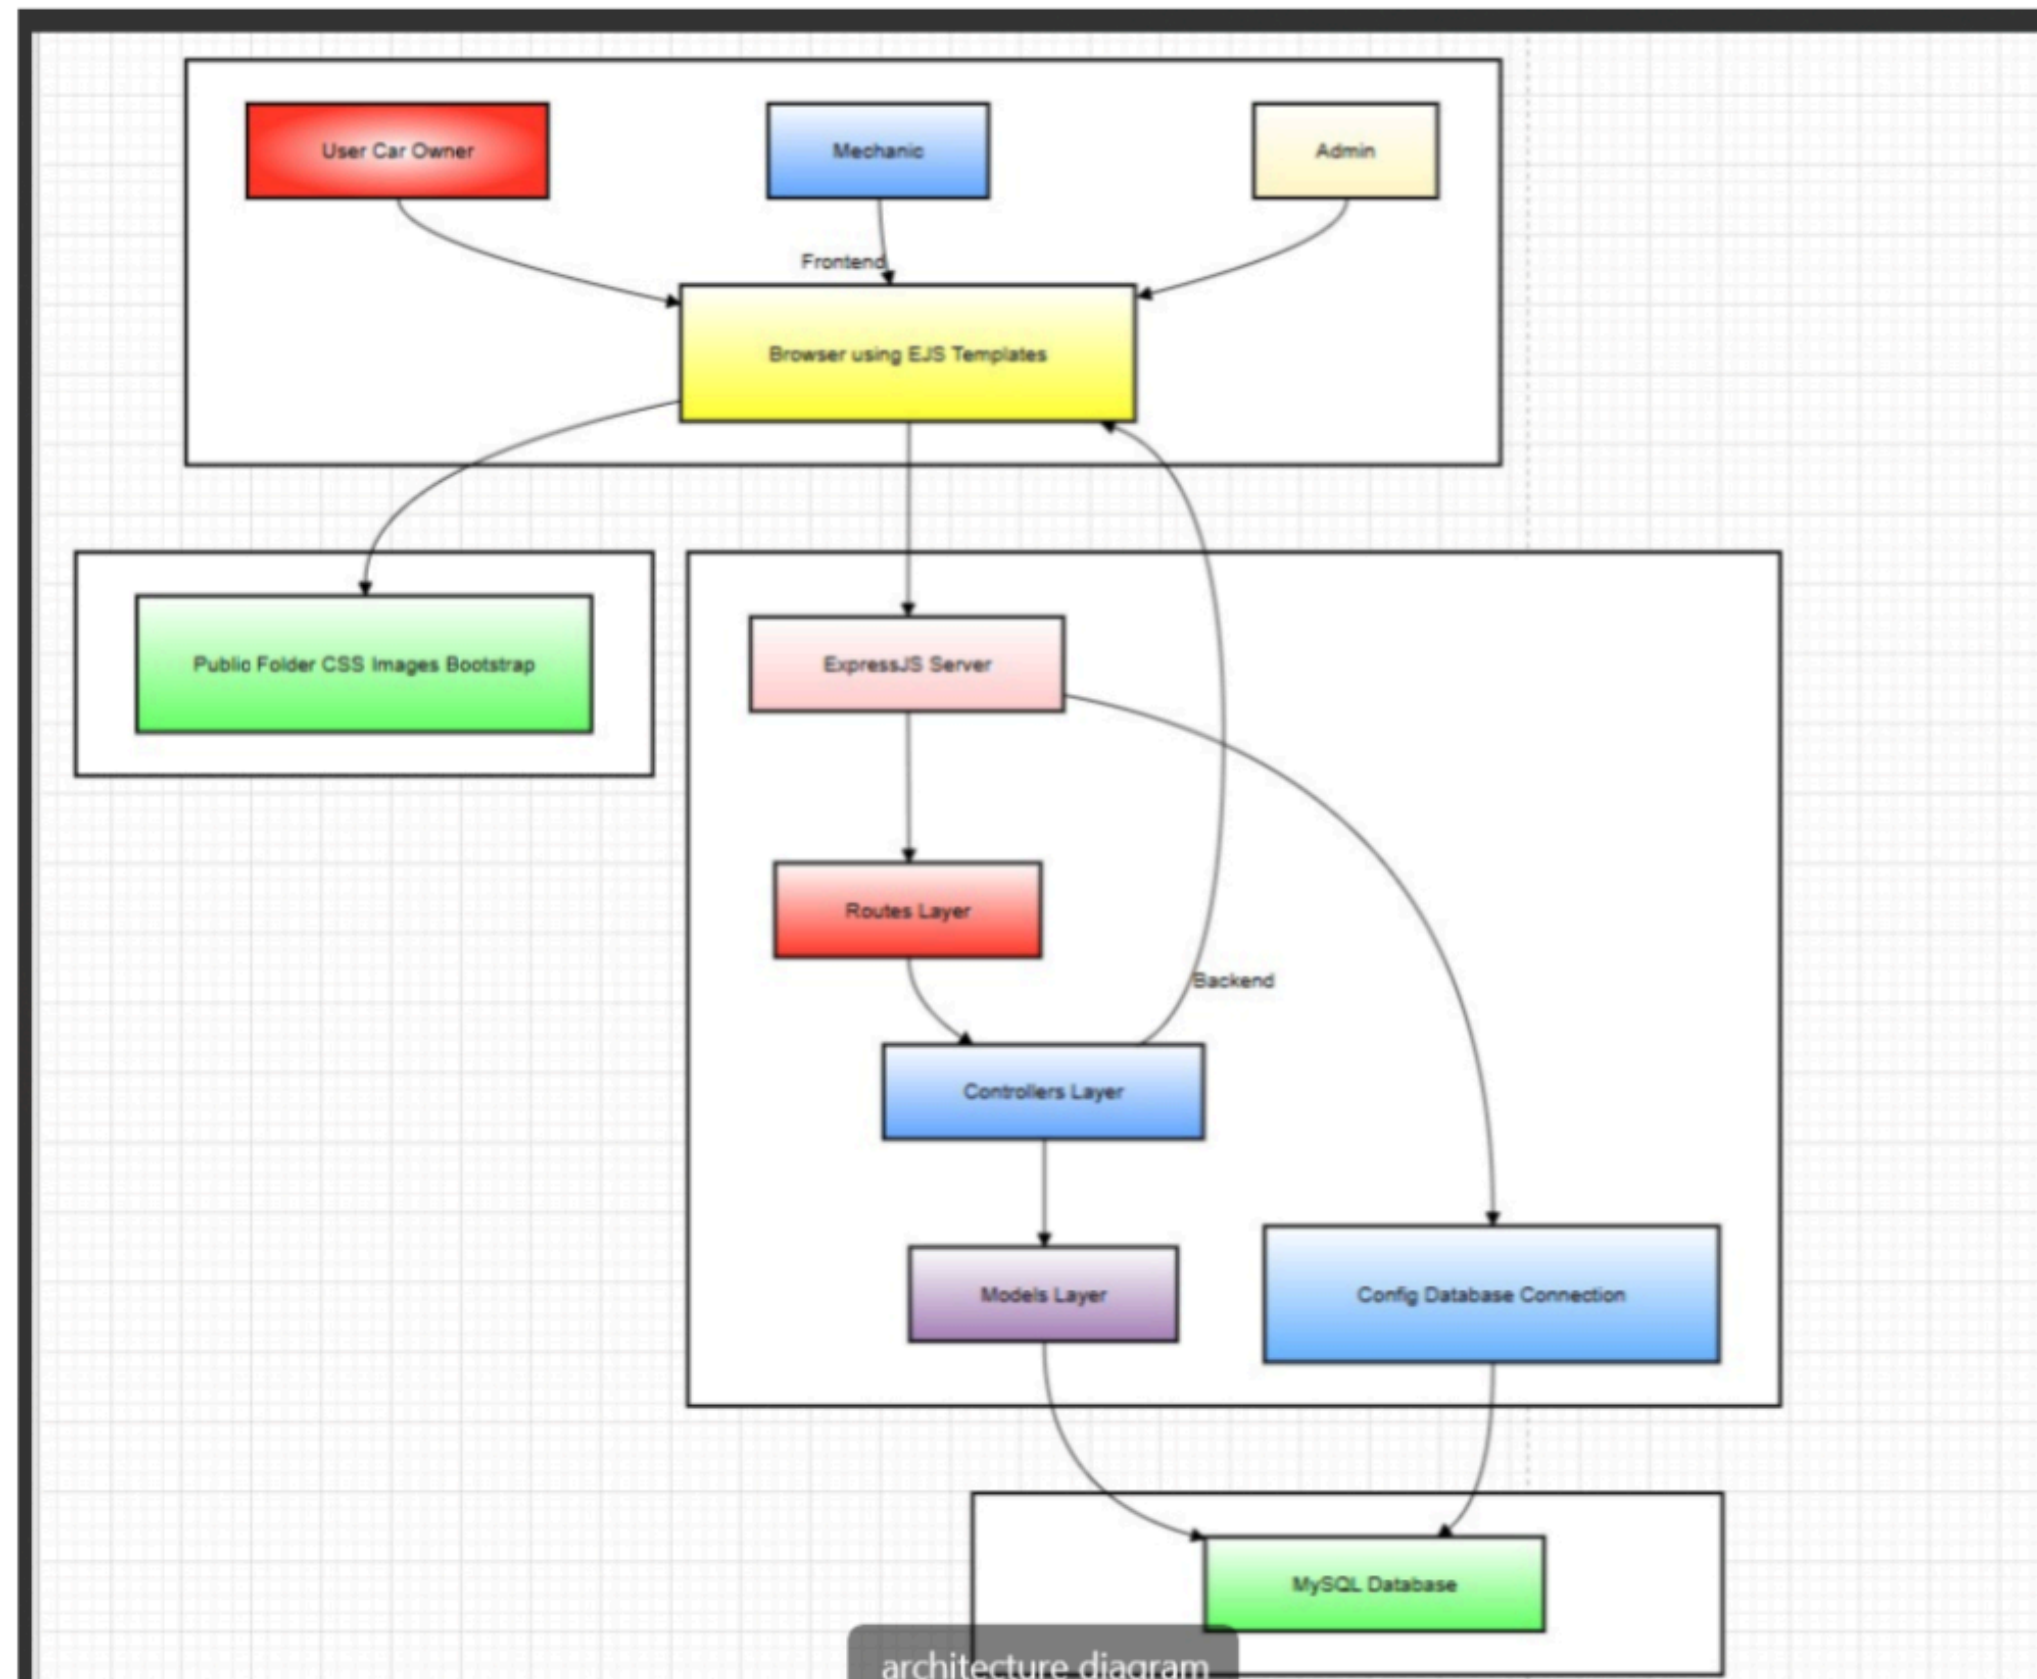 User Car Owner
Mechanic
Admin
Frontend
Browser using EJS Templates
Public Folder CSS Images Bootstrap
ExpressJS Server
Routes Layer
Backend
Controllers Layer
Models Layer
Config Database Connection
MySQL Database
architecture diagram